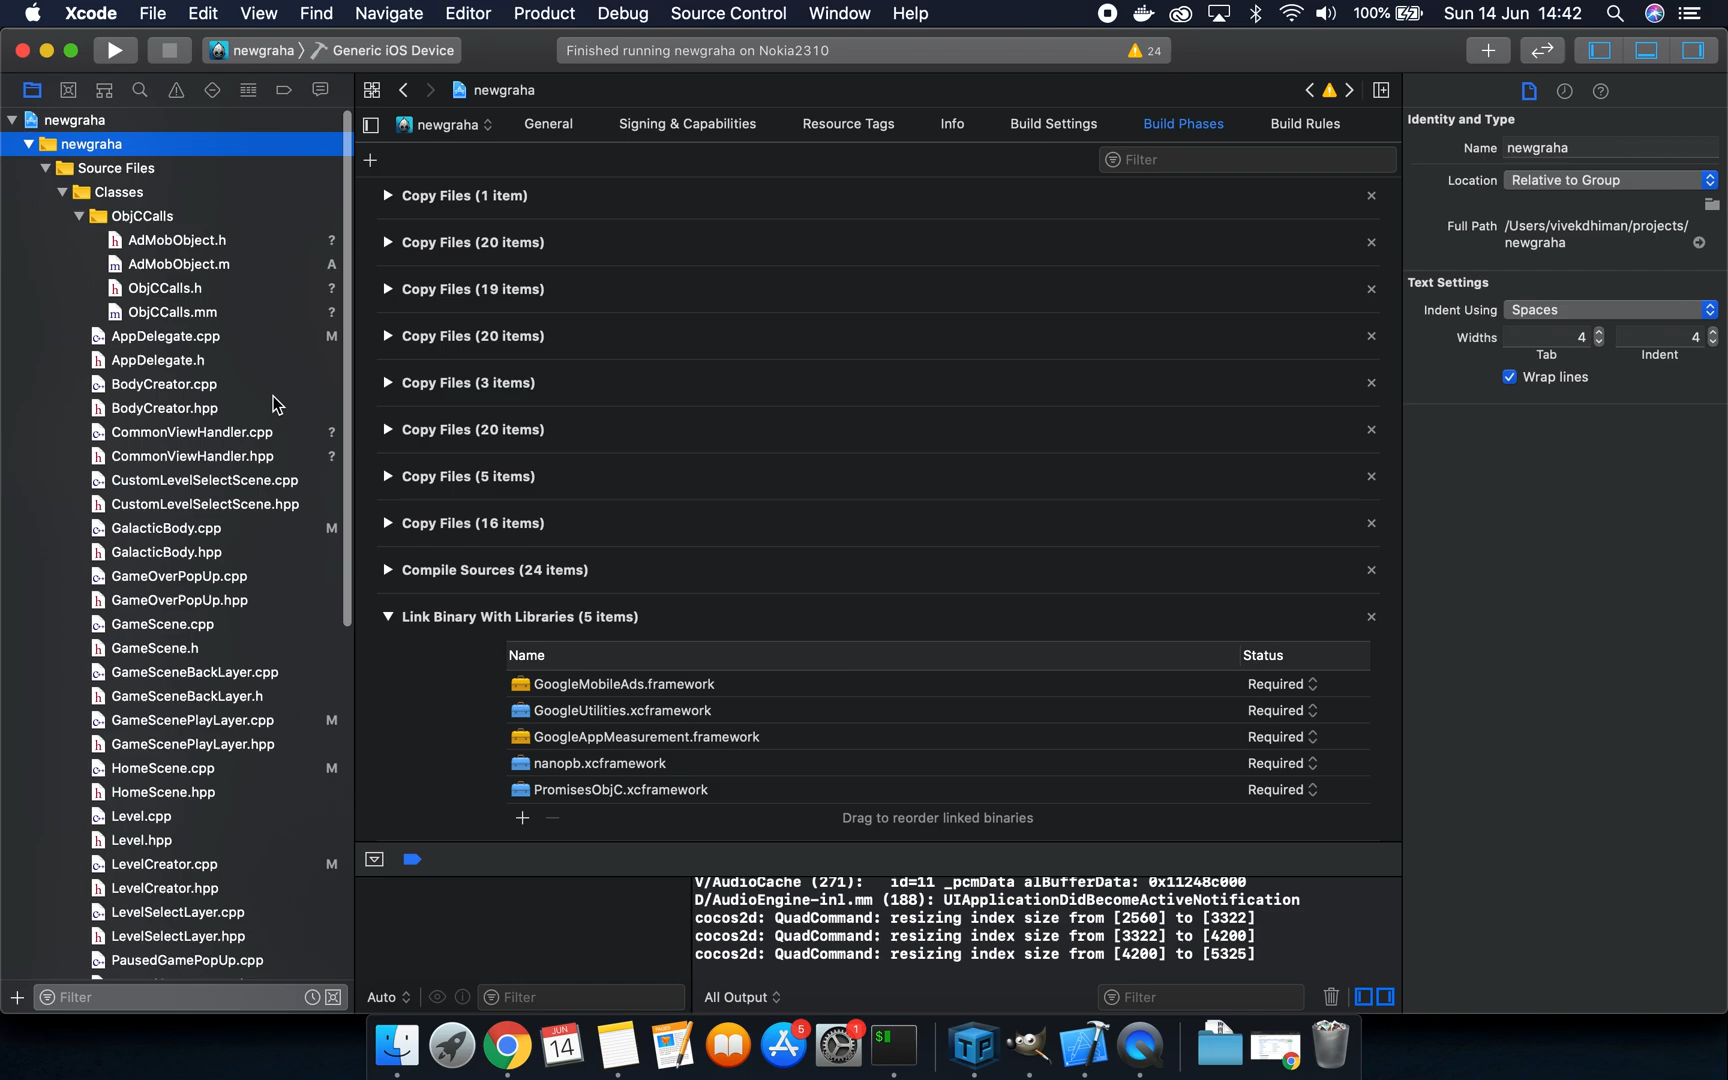 Xcode File Edit View Find Navigate Editor Product Debug Source Control Window Help 100% Sun 14 Jun 14:42
newgraha Generic iOS Device Finished running newgraha on Nokia2310 24
newgraha
newgraha General Signing & Capabilities Resource Tags Info Build Settings Build Phases Build Rules
Filter
newgraha
newgraha
Source Files
Classes
ObjCCalls
AdMobObject.h ?
AdMobObject.m A
ObjCCalls.h ?
ObjCCalls.mm ?
AppDelegate.cpp M
AppDelegate.h
BodyCreator.cpp
BodyCreator.hpp
CommonViewHandler.cpp ?
CommonViewHandler.hpp ?
CustomLevelSelectScene.cpp
CustomLevelSelectScene.hpp
GalacticBody.cpp M
GalacticBody.hpp
GameOverPopUp.cpp
GameOverPopUp.hpp
GameScene.cpp
GameScene.h
GameSceneBackLayer.cpp
GameSceneBackLayer.h
GameScenePlayLayer.cpp M
GameScenePlayLayer.hpp
HomeScene.cpp M
HomeScene.hpp
Level.cpp
Level.hpp
LevelCreator.cpp M
LevelCreator.hpp
LevelSelectLayer.cpp
LevelSelectLayer.hpp
PausedGamePopUp.cpp
Filter
Copy Files (1 item)
Copy Files (20 items)
Copy Files (19 items)
Copy Files (20 items)
Copy Files (3 items)
Copy Files (20 items)
Copy Files (5 items)
Copy Files (16 items)
Compile Sources (24 items)
Link Binary With Libraries (5 items)
Name Status
GoogleMobileAds.framework Required
GoogleUtilities.xcframework Required
GoogleAppMeasurement.framework Required
nanopb.xcframework Required
PromisesObjC.xcframework Required
Drag to reorder linked binaries
V/AudioCache (271): id=11 _pcmData alBufferData: 0x11248c000
D/AudioEngine-inl.mm (188): UIApplicationDidBecomeActiveNotification
cocos2d: QuadCommand: resizing index size from [2560] to [3322]
cocos2d: QuadCommand: resizing index size from [3322] to [4200]
cocos2d: QuadCommand: resizing index size from [4200] to [5325]
Auto Filter All Output Filter
Identity and Type
Name newgraha
Location Relative to Group
Full Path /Users/vivekdhiman/projects/
newgraha
Text Settings
Indent Using Spaces
Widths 4 4
Tab Indent
Wrap lines
JUN
14
5
1
$
TP